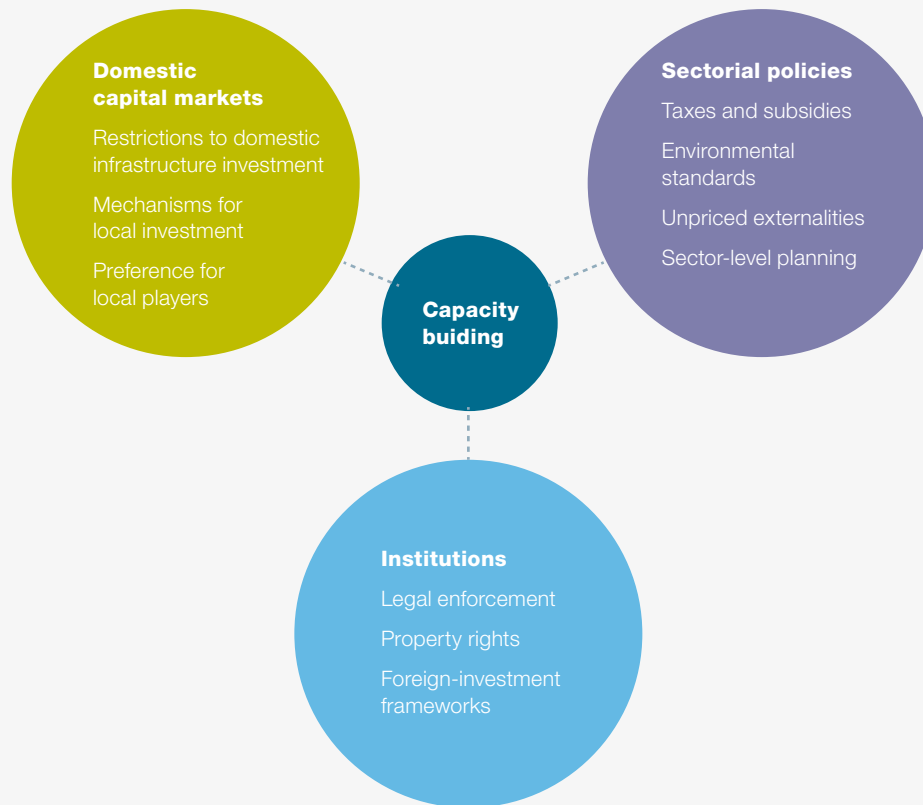 Domestic
capital markets
Restrictions to domestic
infrastructure investment
Mechanisms for
local investment
Preference for
local players
Sectorial policies
Taxes and subsidies
Environmental
standards
Unpriced externalities
Sector-level planning
Capacity
buiding
Institutions
Legal enforcement
Property rights
Foreign-investment
frameworks